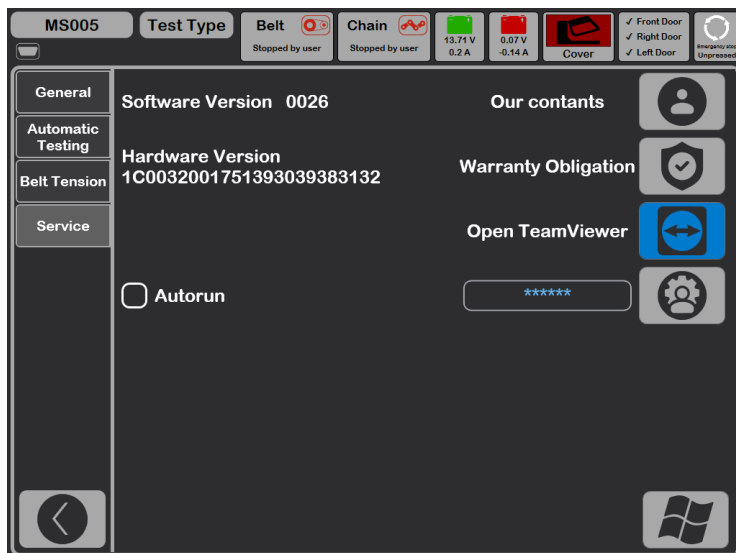 MS005
Test Type
Belt
Stopped by user
Chain
Stopped by user
13.71 V
0.2 A
0.07 V
-0.14 A
Cover
✓ Front Door
✓ Right Door
✓ Left Door
Emergency stop
Unpressed
General
Automatic
Testing
Belt Tension
Service
Software Version 0026
Our contants
Hardware Version
1C0032001751393039383132
Warranty Obligation
Open TeamViewer
Autorun
******